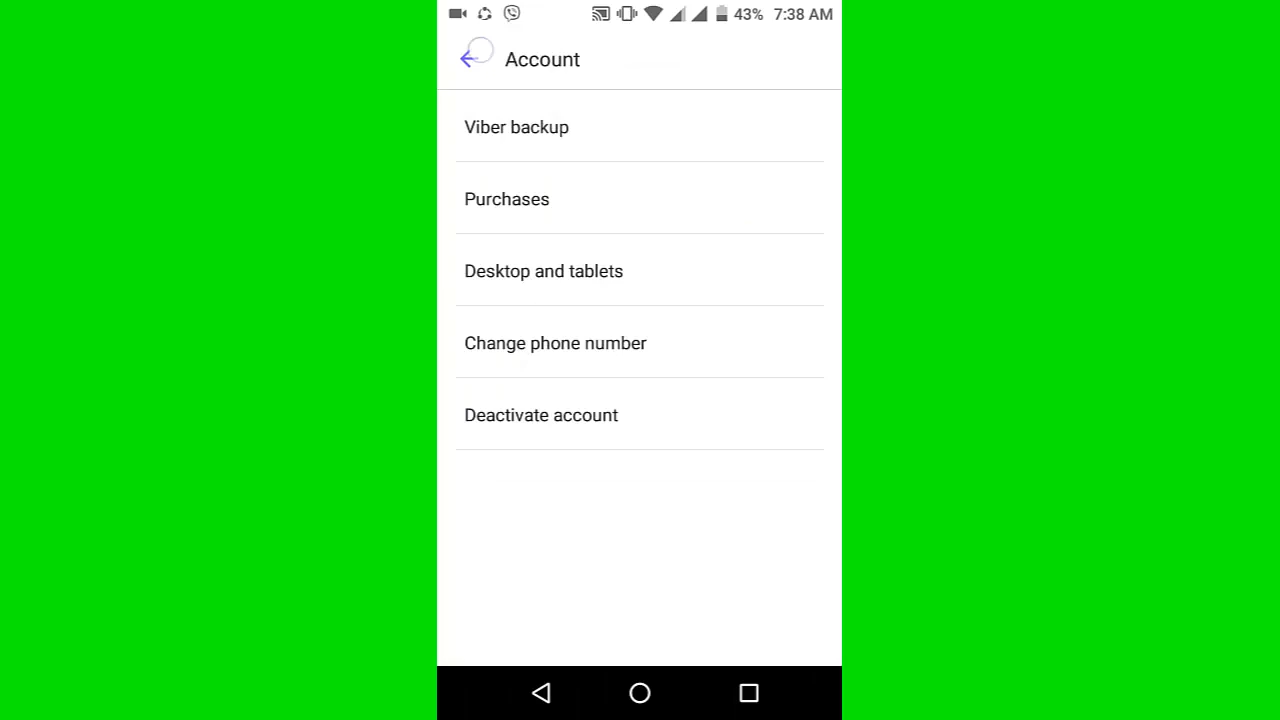 43% 7:38 AM
Account
Viber backup
Purchases
Desktop and tablets
Change phone number
Deactivate account